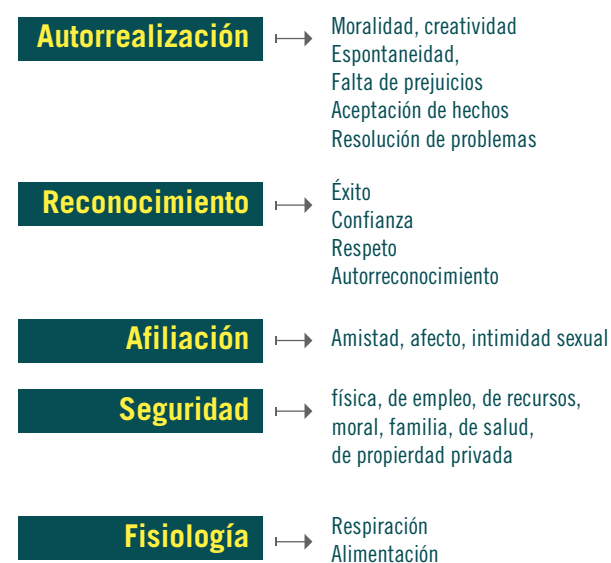 Autorrealización
Moralidad, creatividad
Espontaneidad,
Falta de prejuicios
Aceptación de hechos
Resolución de problemas
Reconocimiento
Éxito
Confianza
Respeto
Autorreconocimiento
Afiliación
Amistad, afecto, intimidad sexual
Seguridad
física, de empleo, de recursos,
moral, familia, de salud,
de propierdad privada
Fisiología
Respiración
Alimentación